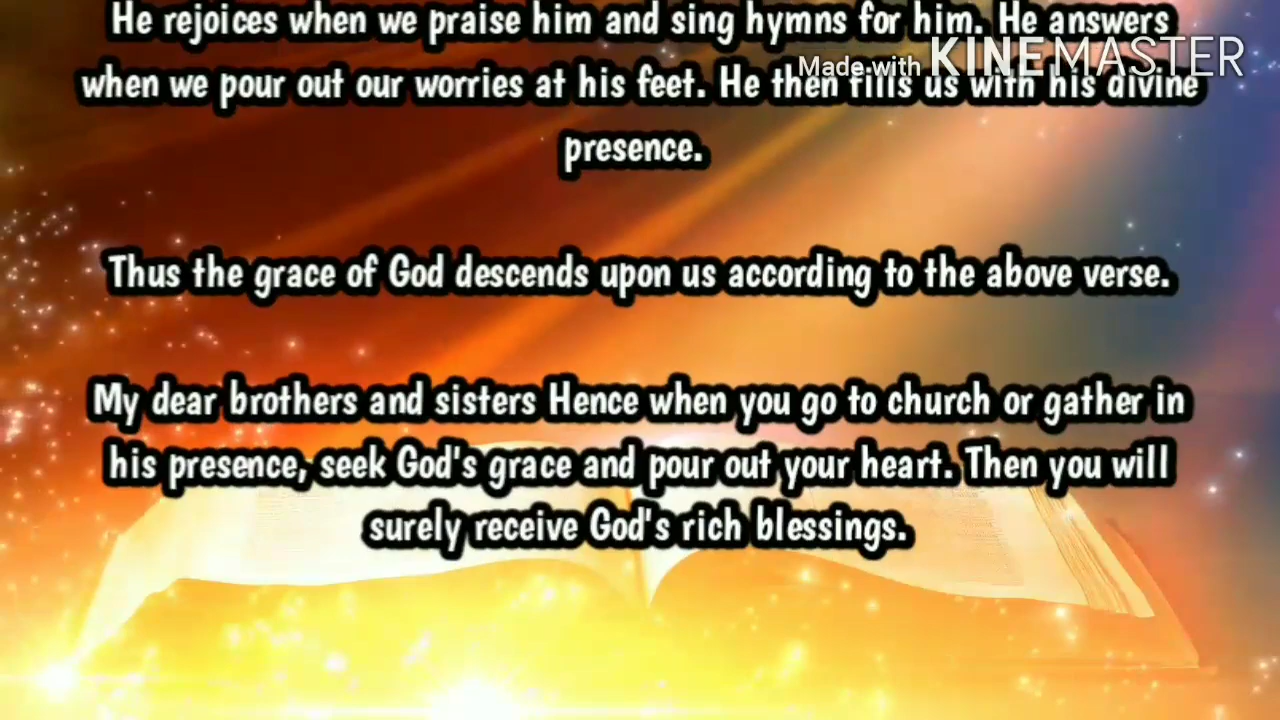 He rejoices when we praise him and sing hymns for him. He answers
Made with KINEMASTER
when we pour out our worries at his feet. He then fills us with his divine
presence.
Thus the grace of God descends upon us according to the above verse.
My dear brothers and sisters Hence when you go to church or gather in
his presence, seek God's grace and pour out your heart. Then you will
surely receive God's rich blessings.